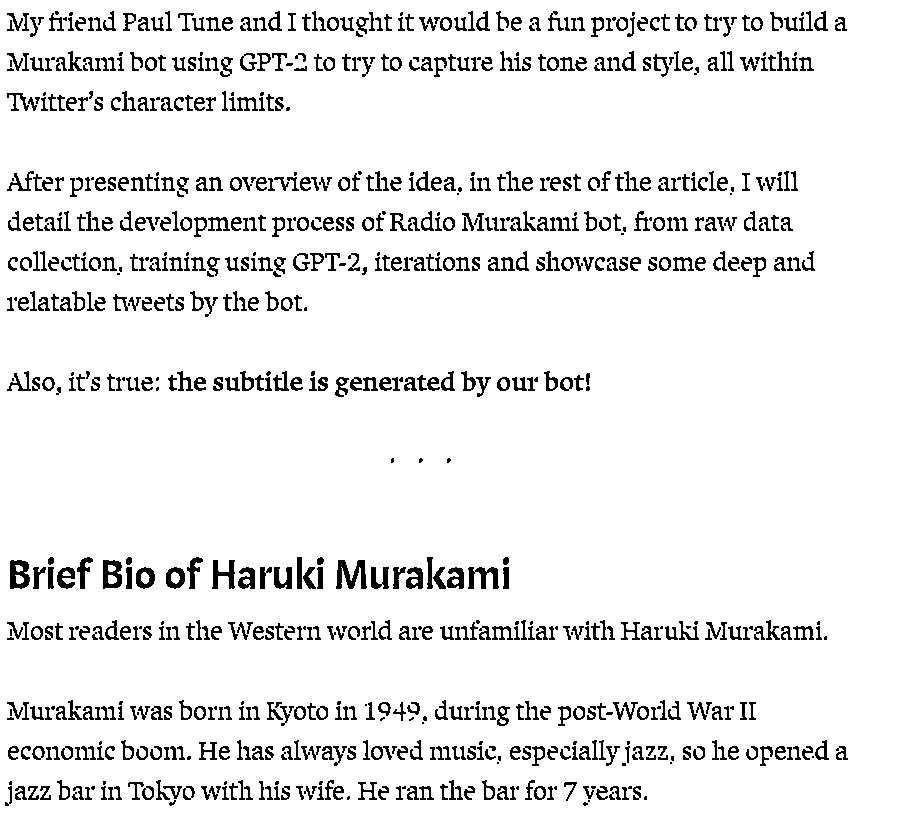 My friend Paul Tune and I thought it would be a fun project to try to build a
Murakami bot using GPT-2 to try to capture his tone and style, all within
Twitter's character limits.
After presenting an overview of the idea, in the rest of the article, I will
detail the development process of Radio Murakami bot, from raw data
collection, training using GPT-2, iterations and showcase some deep and
relatable tweets by the bot.
Also, it's true: the subtitle is generated by our bot!
. . .
Brief Bio of Haruki Murakami
Most readers in the Western world are unfamiliar with Haruki Murakami.
Murakami was born in Kyoto in 1949, during the post-World War II
economic boom. He has always loved music, especially jazz, so he opened a
jazz bar in Tokyo with his wife. He ran the bar for 7 years.